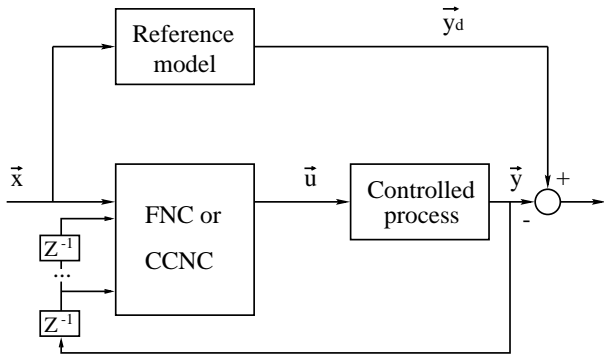 Reference
model
y⃗d
x⃗
FNC or
CCNC
u⃗
Controlled
process
y⃗
+
-
Z⁻¹
...
Z⁻¹